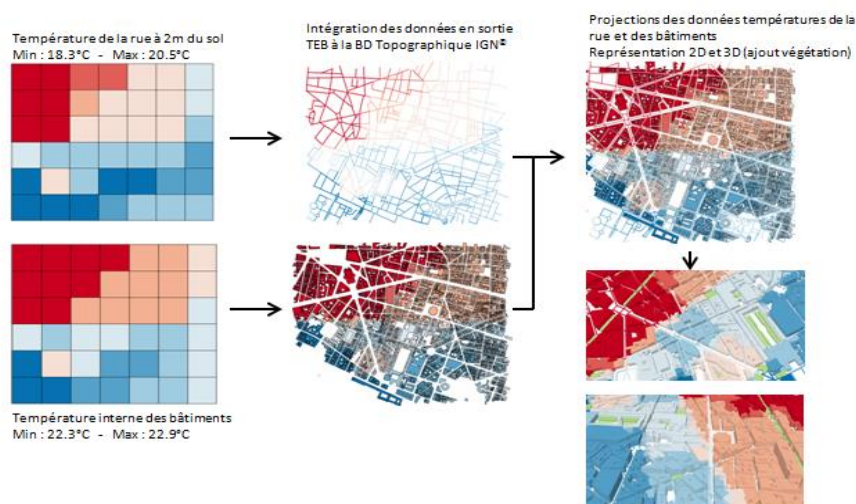 Température de la rue à 2m du sol
Min : 18.3°C - Max : 20.5°C
Intégration des données en sortie
TEB à la BD Topographique IGN®
Projections des données températures de la
rue et des bâtiments
Représentation 2D et 3D (ajout végétation)
Température interne des bâtiments
Min : 22.3°C - Max : 22.9°C